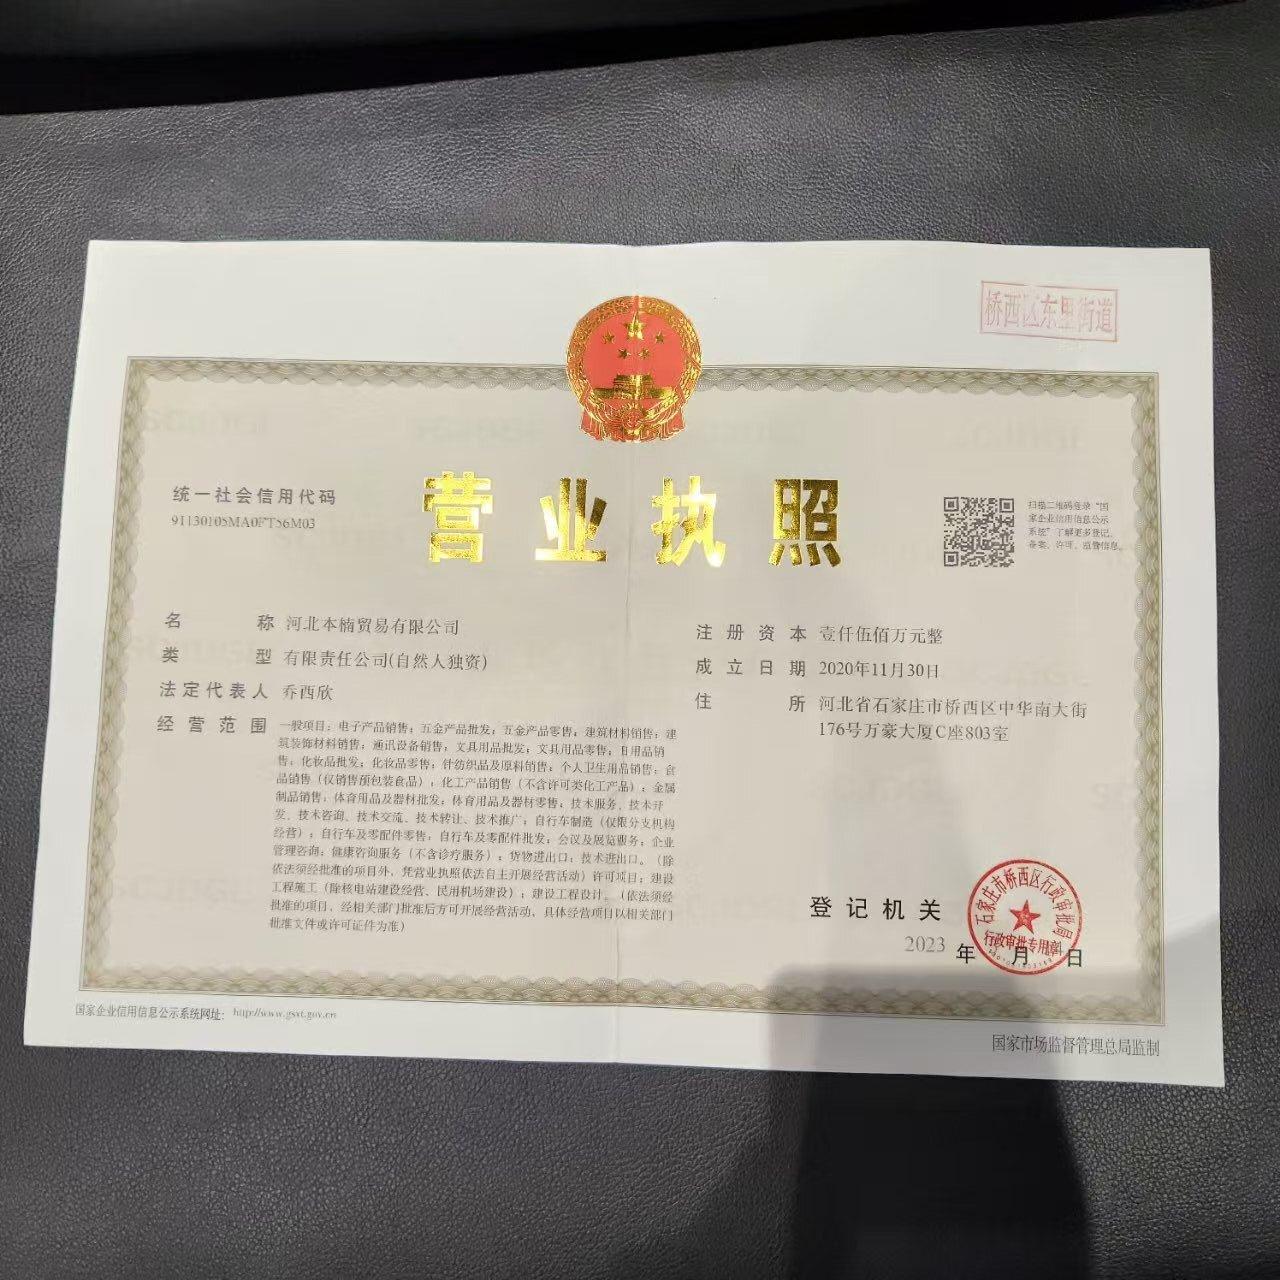 桥西区东里街道
统一社会信用代码
91130105MA0FT56M03
营业执照
扫描二维码登录“国
家企业信用信息公示
系统”了解更多登记、
备案、许可、监管信息。
名称 河北本楠贸易有限公司
类型 有限责任公司(自然人独资)
法定代表人 乔西欣
经营范围 一般项目：电子产品销售；五金产品批发；五金产品零售；建筑材料销售；建
筑装饰材料销售；通讯设备销售；文具用品批发；文具用品零售；日用品销
售；化妆品批发；化妆品零售；针纺织品及原料销售；个人卫生用品销售；食
品销售（仅销售预包装食品）；化工产品销售（不含许可类化工产品）；金属
制品销售；体育用品及器材批发；体育用品及器材零售；技术服务、技术开
发、技术咨询、技术交流、技术转让、技术推广；自行车制造（仅限分支机构
经营）；自行车及零配件零售；自行车及零配件批发；会议及展览服务；企业
管理咨询；健康咨询服务（不含诊疗服务）；货物进出口；技术进出口。（除
依法须经批准的项目外，凭营业执照依法自主开展经营活动）许可项目：建设
工程施工（除核电站建设经营、民用机场建设）；建设工程设计。（依法须经
批准的项目，经相关部门批准后方可开展经营活动，具体经营项目以相关部门
批准文件或许可证件为准）
注册资本 壹仟伍佰万元整
成立日期 2020年11月30日
住所 河北省石家庄市桥西区中华南大街
176号万豪大厦C座803室
登记机关
石家庄市桥西区行政审批局
行政审批专用章
2023 年 月 日
国家企业信用信息公示系统网址： http://www.gsxt.gov.cn
国家市场监督管理总局监制